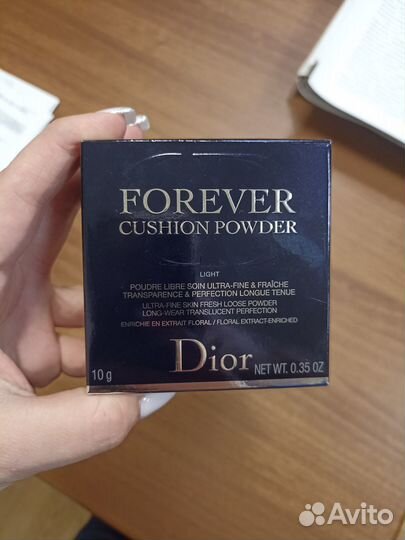 FOREVER
CUSHION POWDER
LIGHT
POUDRE LIBRE SOIN ULTRA-FINE & FRAÎCHE
TRANSPARENCE & PERFECTION LONGUE TENUE
ULTRA-FINE SKIN FRESH LOOSE POWDER
LONG-WEAR TRANSLUCENT PERFECTION
ENRICHIE EN EXTRAIT FLORAL / FLORAL EXTRACT-ENRICHED
Dior
10 g
NET WT. 0.35 OZ
Avito